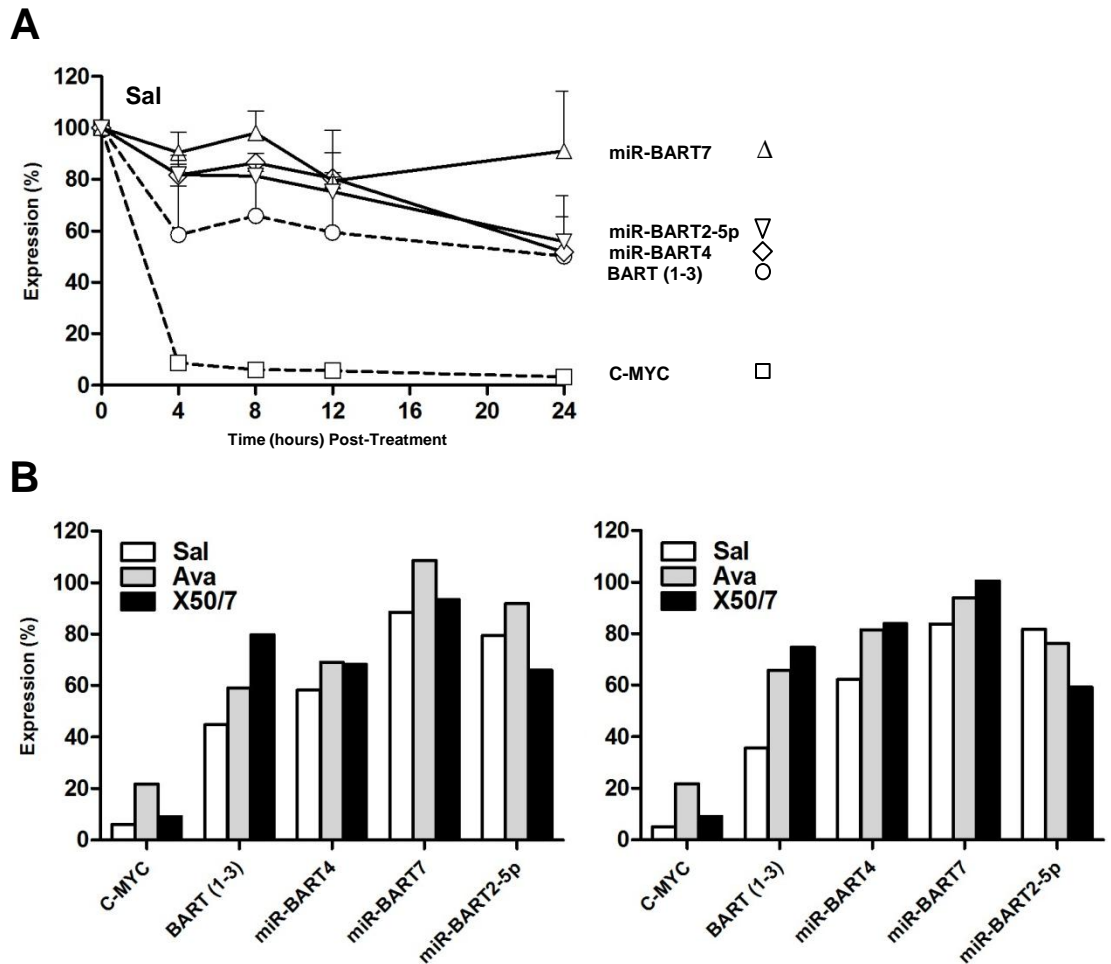 A
120
100
80
60
40
20
0
Expression (%)
Sal
0 4 8 12 16 20 24
Time (hours) Post-Treatment
miR-BART7
miR-BART2-5p
miR-BART4
BART (1-3)
C-MYC
B
120
100
80
60
40
20
0
Expression (%)
Sal
Ava
X50/7
C-MYC
BART (1-3)
miR-BART4
miR-BART7
miR-BART2-5p
120
100
80
60
40
20
0
Sal
Ava
X50/7
C-MYC
BART (1-3)
miR-BART4
miR-BART7
miR-BART2-5p